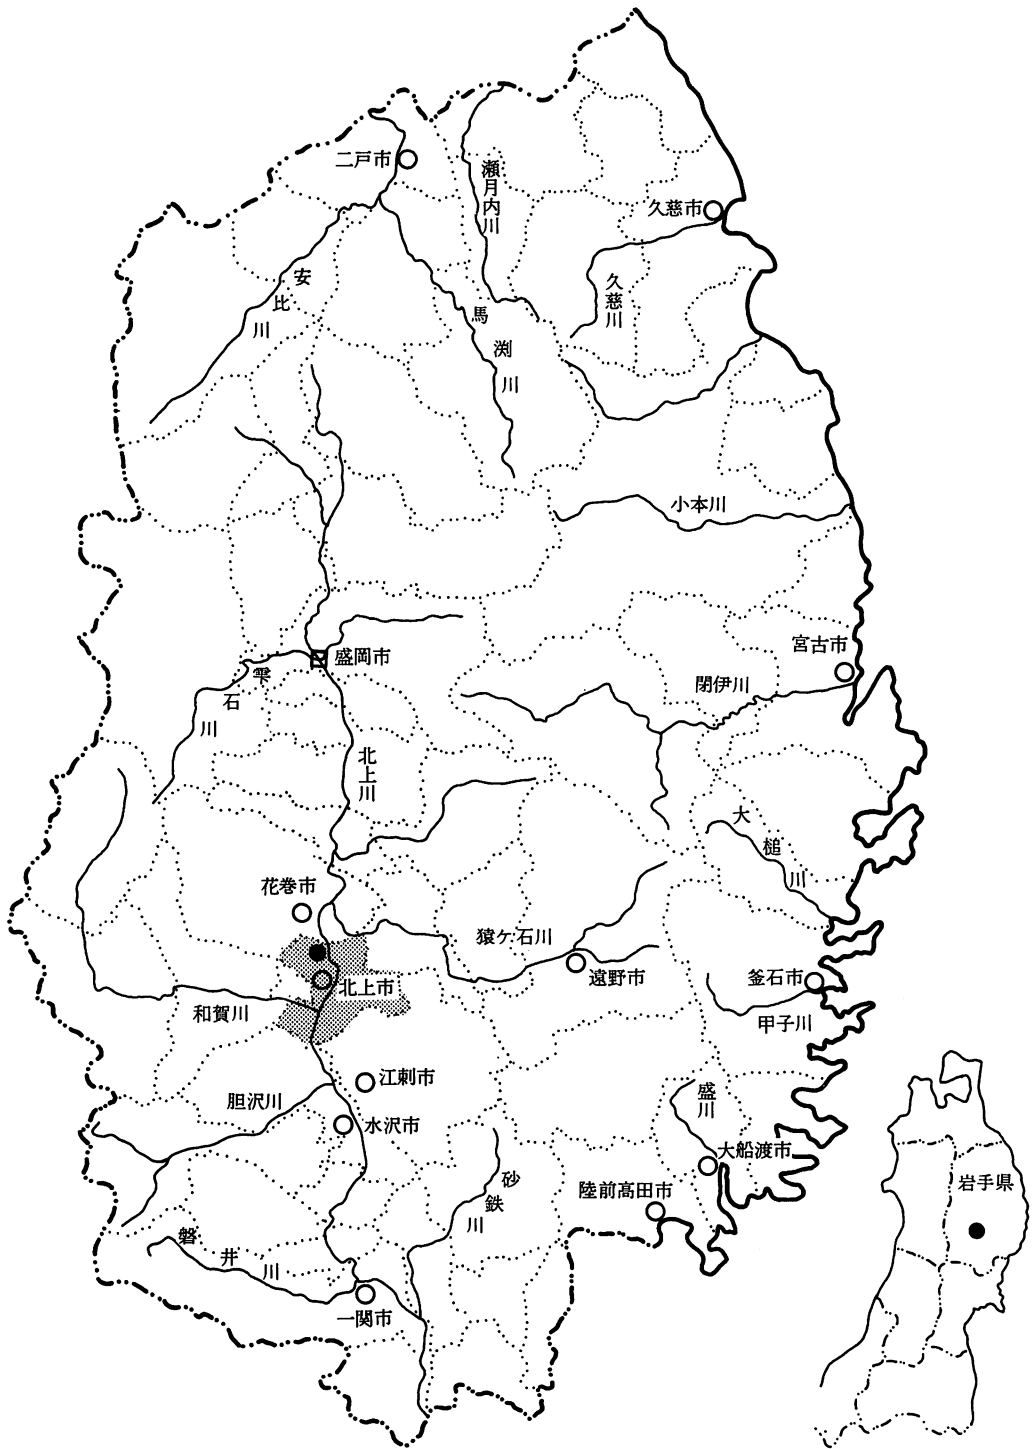 二戸市
瀬月内川
久慈市
安比川
久慈川
馬渕川
小本川
宮古市
盛岡市
雫石川
閉伊川
北上川
大槌川
花巻市
猿ケ石川
遠野市
釜石市
北上市
和賀川
甲子川
江刺市
胆沢川
盛川
水沢市
大船渡市
砂鉄川
陸前高田市
岩手県
磐井川
一関市